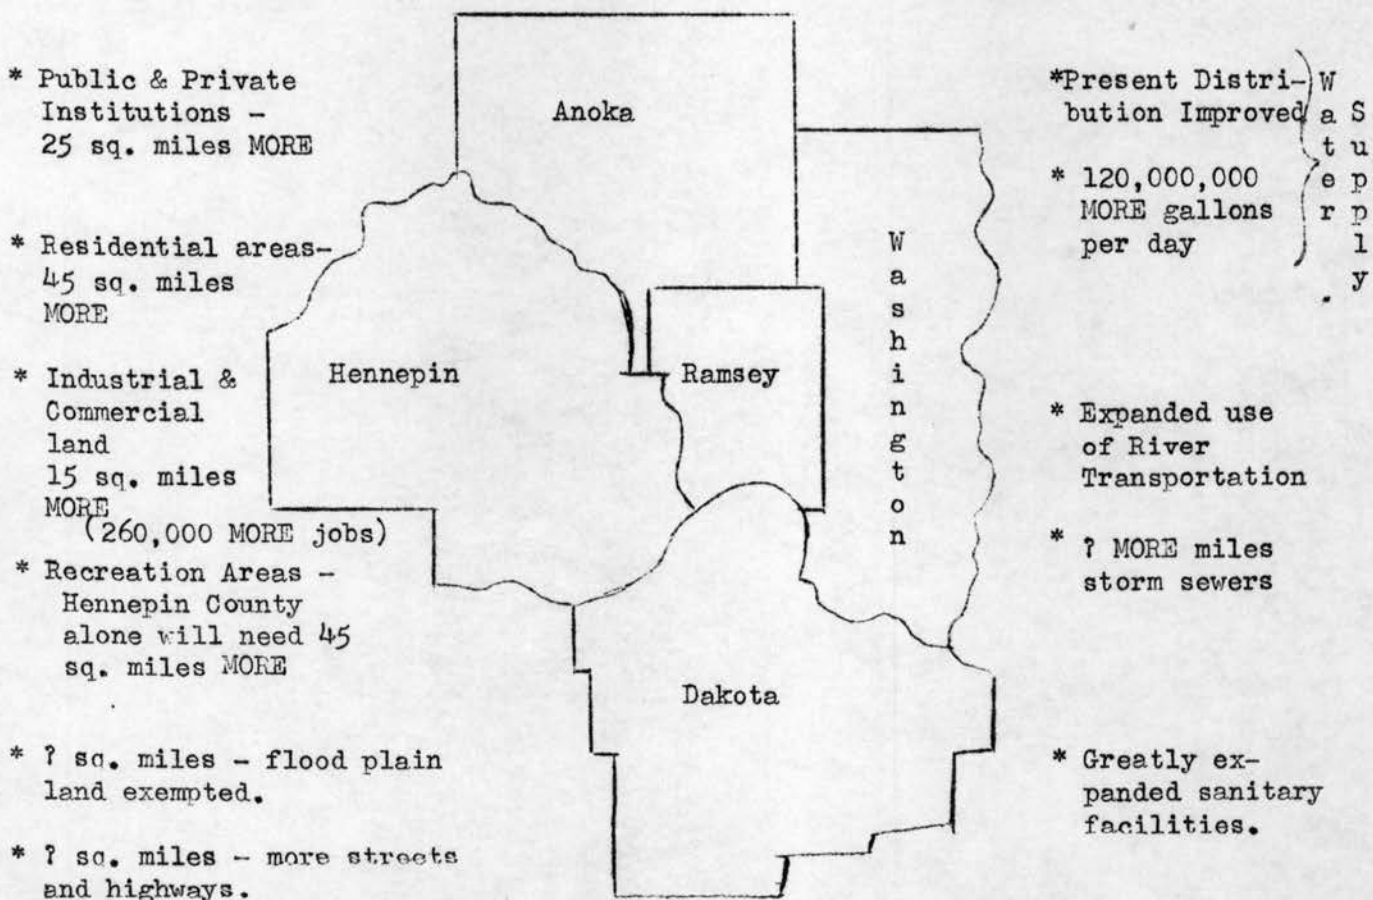 * Public & Private
Institutions -
25 sq. miles MORE
* Residential areas-
45 sq. miles
MORE
* Industrial &
Commercial
land
15 sq. miles
MORE
(260,000 MORE jobs)
* Recreation Areas -
Hennepin County
alone will need 45
sq. miles MORE
* ? sq. miles - flood plain
land exempted.
* ? sq. miles - more streets
and highways.
Anoka
Hennepin
Ramsey
Washington
Dakota
*Present Distri-
bution Improved
* 120,000,000
MORE gallons
per day
Water
Supply.
* Expanded use
of River
Transportation
* ? MORE miles
storm sewers
* Greatly ex-
panded sanitary
facilities.